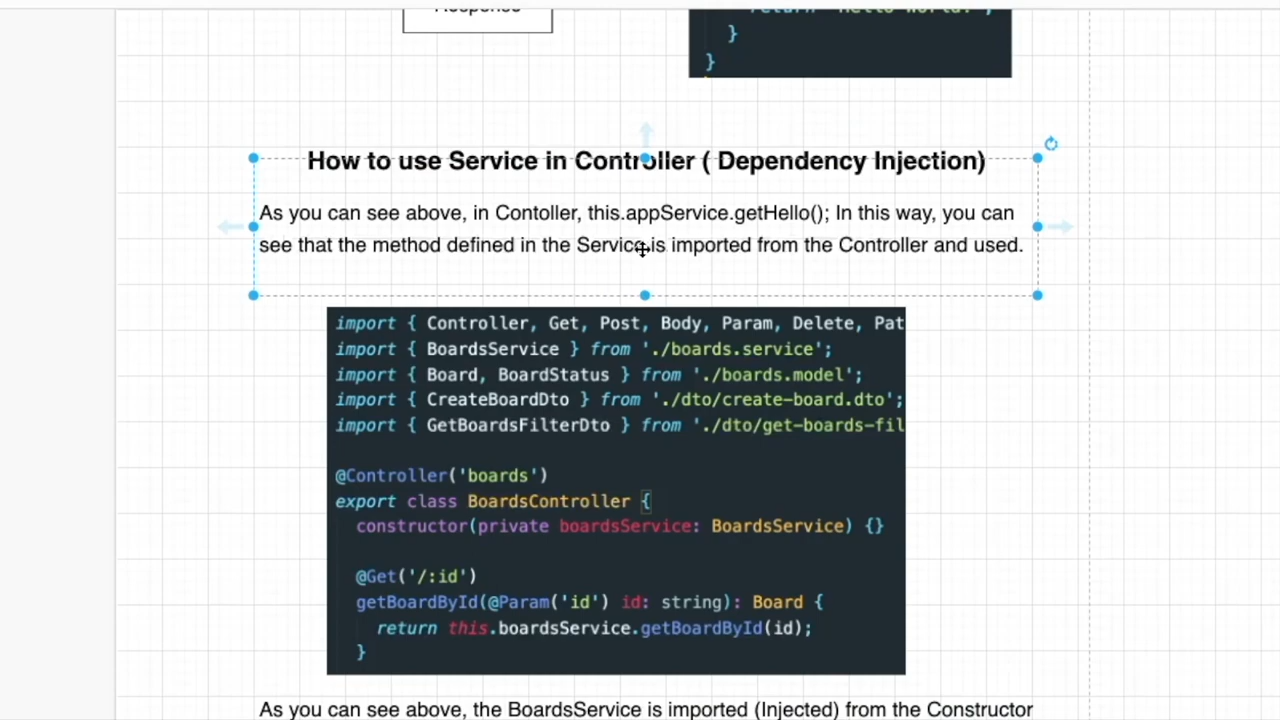 Response
return 'Hello World!';
}
}
How to use Service in Controller ( Dependency Injection)
As you can see above, in Contoller, this.appService.getHello(); In this way, you can
see that the method defined in the Service is imported from the Controller and used.
import { Controller, Get, Post, Body, Param, Delete, Pat
import { BoardsService } from './boards.service';
import { Board, BoardStatus } from './boards.model';
import { CreateBoardDto } from './dto/create-board.dto';
import { GetBoardsFilterDto } from './dto/get-boards-fil
@Controller('boards')
export class BoardsController {
constructor(private boardsService: BoardsService) {}
@Get('/:id')
getBoardById(@Param('id') id: string): Board {
return this.boardsService.getBoardById(id);
}
As you can see above, the BoardsService is imported (Injected) from the Constructor